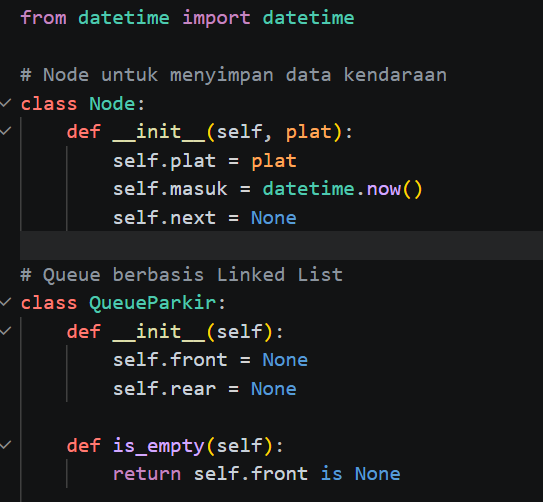 from datetime import datetime
# Node untuk menyimpan data kendaraan
class Node:
    def __init__(self, plat):
        self.plat = plat
        self.masuk = datetime.now()
        self.next = None
# Queue berbasis Linked List
class QueueParkir:
    def __init__(self):
        self.front = None
        self.rear = None
    def is_empty(self):
        return self.front is None